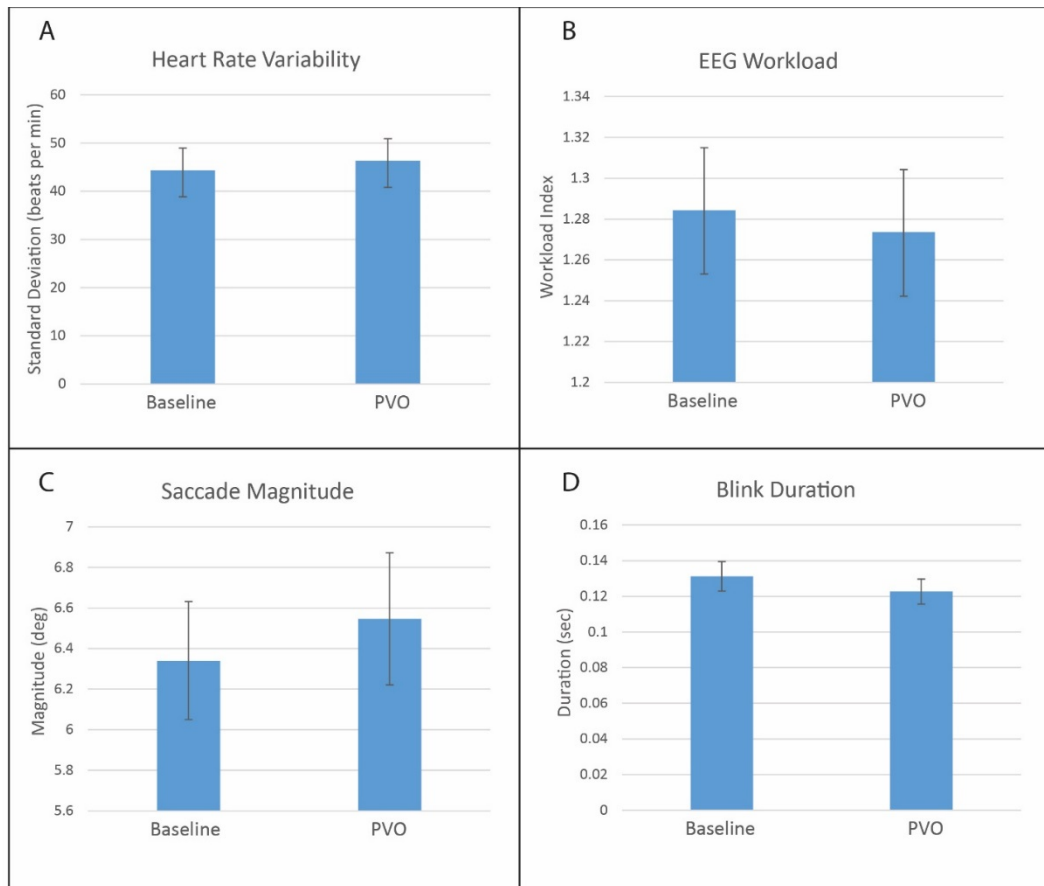 A
Heart Rate Variability
Standard Deviation (beats per min)
60
50
40
30
20
10
0
Baseline
PVO
B
EEG Workload
Workload Index
1.34
1.32
1.3
1.28
1.26
1.24
1.22
1.2
Baseline
PVO
C
Saccade Magnitude
Magnitude (deg)
7
6.8
6.6
6.4
6.2
6
5.8
5.6
Baseline
PVO
D
Blink Duration
Duration (sec)
0.16
0.14
0.12
0.1
0.08
0.06
0.04
0.02
0
Baseline
PVO